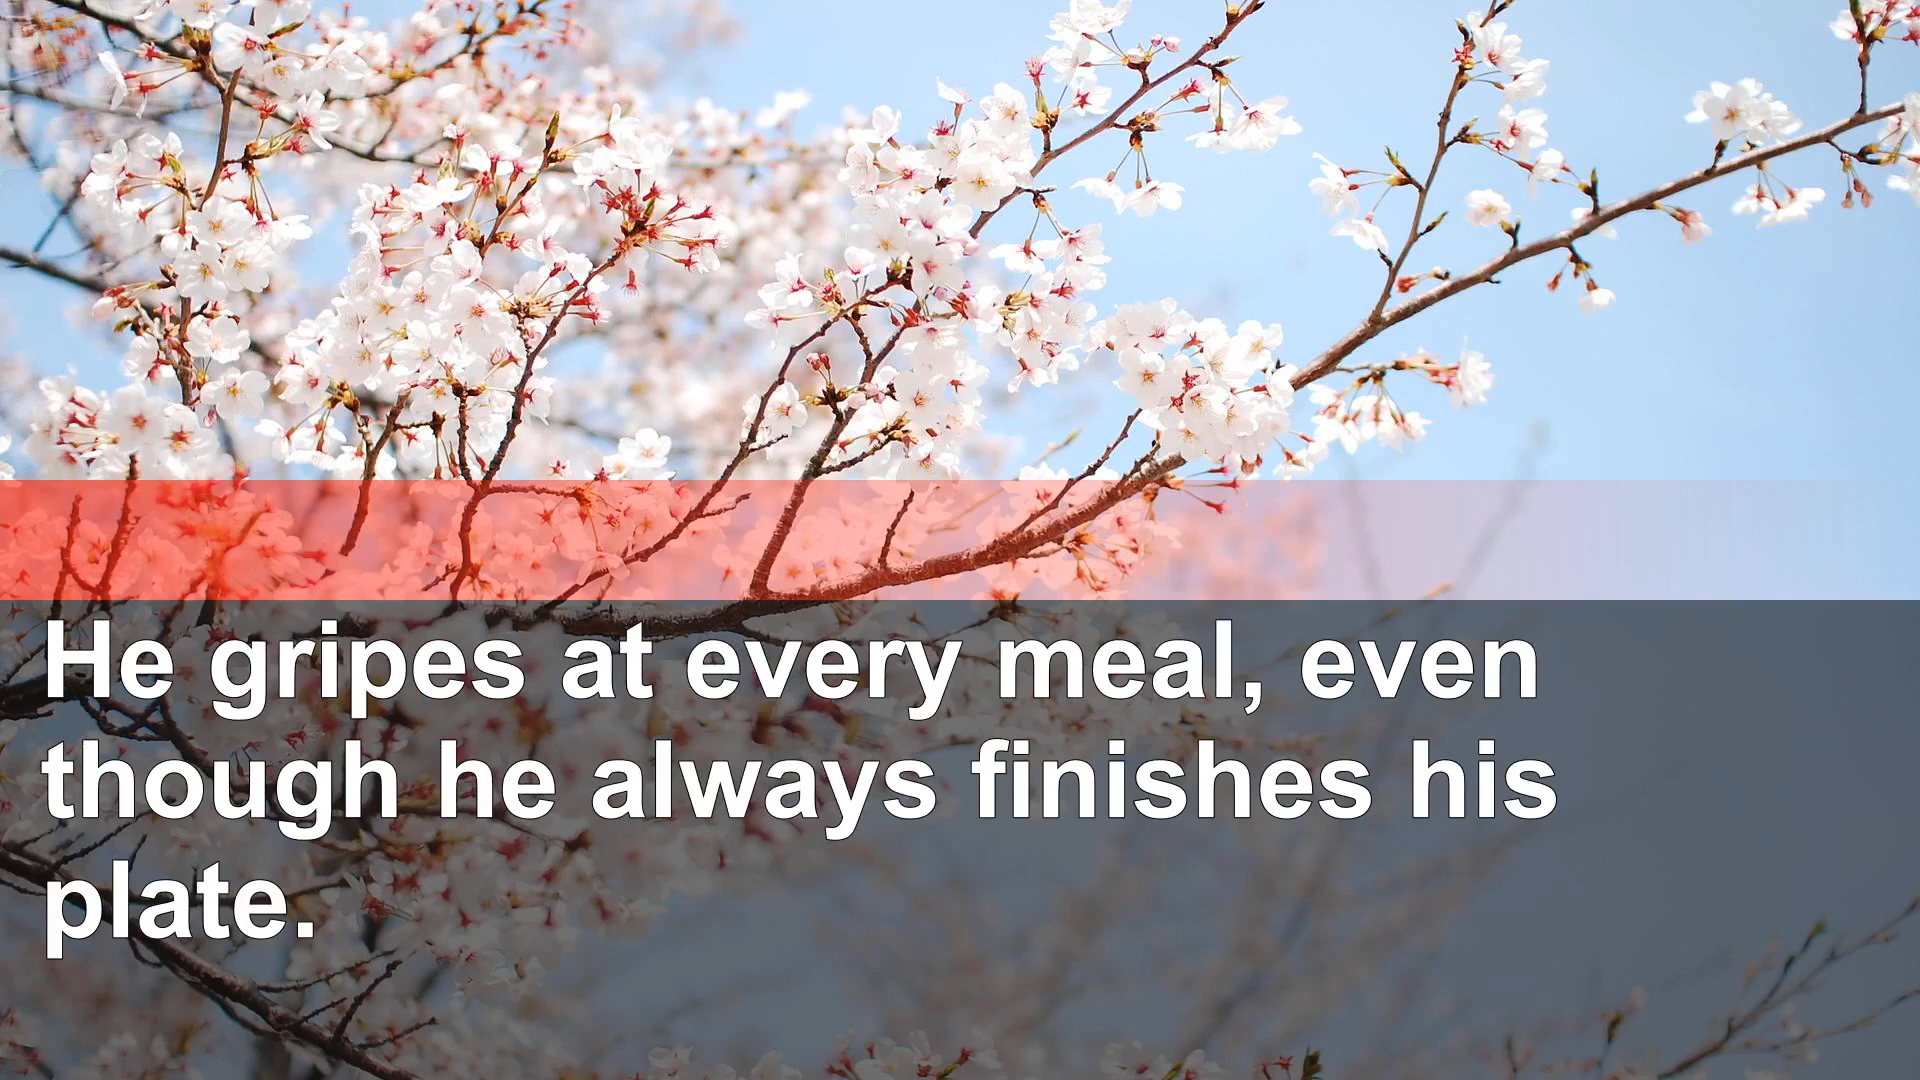 He gripes at every meal, even
though he always finishes his
plate.